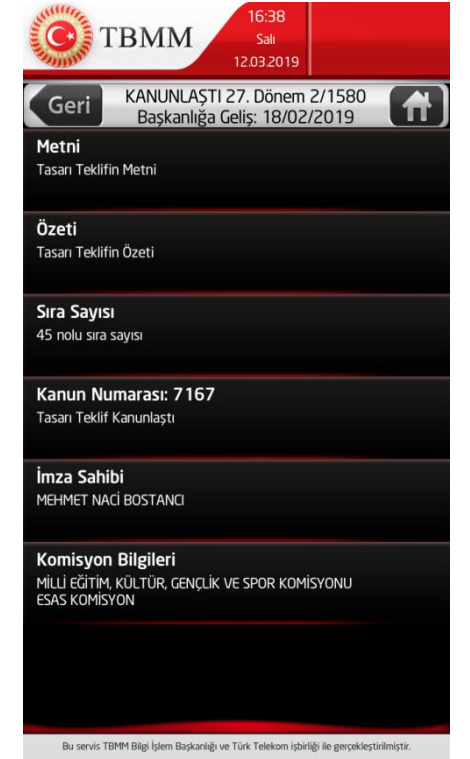 TBMM
16:38
Salı
12.03.2019
Geri
KANUNLAŞTI 27. Dönem 2/1580
Başkanlığa Geliş: 18/02/2019
Metni
Tasarı Teklifin Metni
Özeti
Tasarı Teklifin Özeti
Sıra Sayısı
45 nolu sıra sayısı
Kanun Numarası: 7167
Tasarı Teklif Kanunlaştı
İmza Sahibi
MEHMET NACİ BOSTANCI
Komisyon Bilgileri
MİLLİ EĞİTİM, KÜLTÜR, GENÇLİK VE SPOR KOMİSYONU
ESAS KOMİSYON
Bu servis TBMM Bilgi İşlem Başkanlığı ve Türk Telekom işbirliği ile gerçekleştirilmiştir.